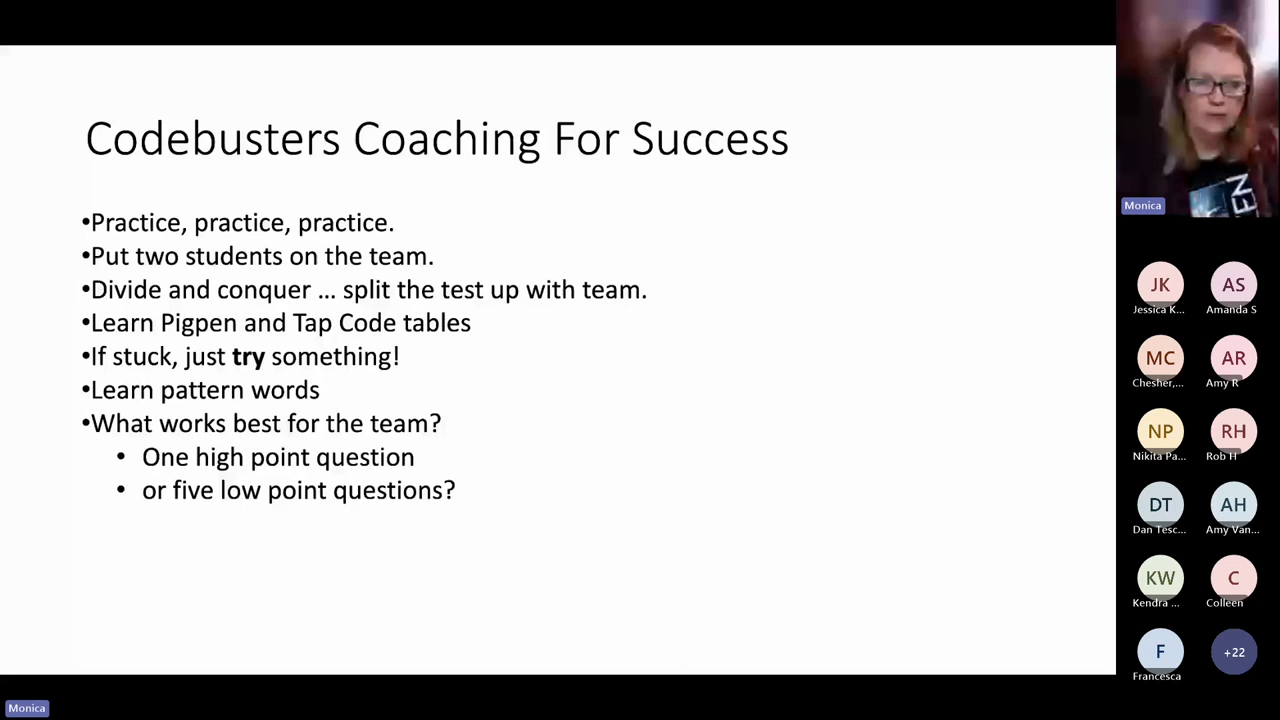 Codebusters Coaching For Success
•Practice, practice, practice.
•Put two students on the team.
•Divide and conquer … split the test up with team.
•Learn Pigpen and Tap Code tables
•If stuck, just try something!
•Learn pattern words
•What works best for the team?
• One high point question
• or five low point questions?
Monica
JK
Jessica K...
AS
Amanda S
MC
Chesher,...
AR
Amy R
NP
Nikita Pa...
RH
Rob H
DT
Dan Tesc...
AH
Amy Van...
KW
Kendra ...
C
Colleen
F
Francesca
+22
Monica